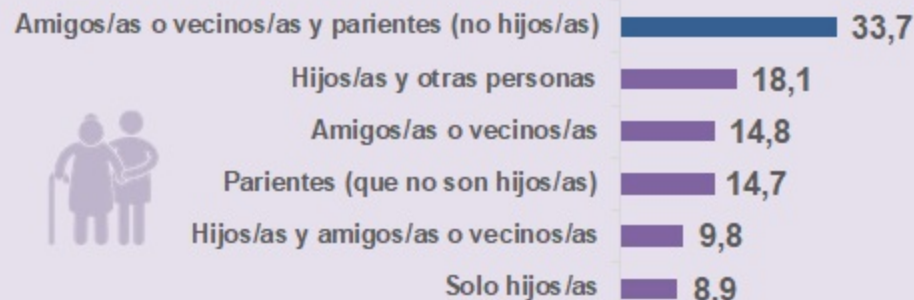 Amigos/as o vecinos/as y parientes (no hijos/as) 33,7
Hijos/as y otras personas 18,1
Amigos/as o vecinos/as 14,8
Parientes (que no son hijos/as) 14,7
Hijos/as y amigos/as o vecinos/as 9,8
Solo hijos/as 8,9